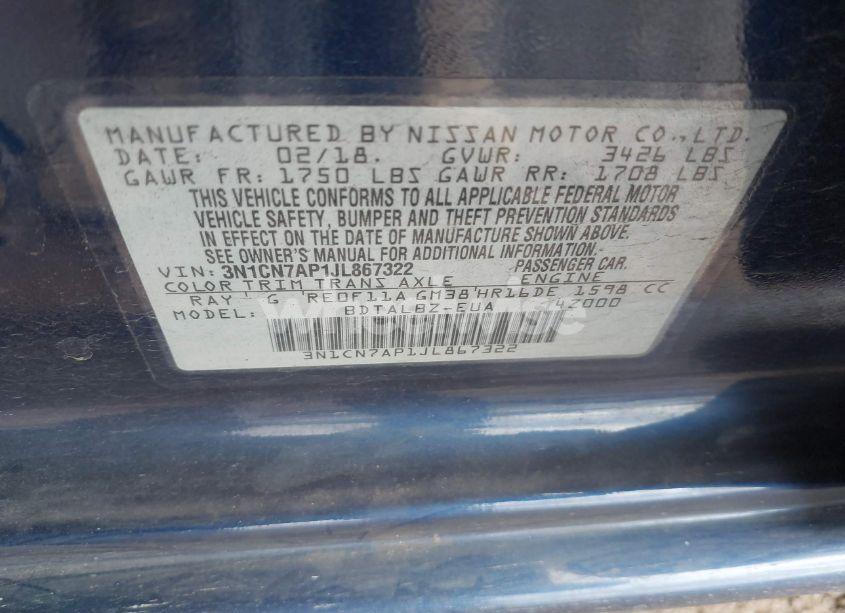 MANUFACTURED BY NISSAN MOTOR CO., LTD.
DATE: 02/18. GVWR: 3426 LBS
GAWR FR: 1750 LBS GAWR RR: 1708 LBS
THIS VEHICLE CONFORMS TO ALL APPLICABLE FEDERAL MOTOR
VEHICLE SAFETY, BUMPER AND THEFT PREVENTION STANDARDS
IN EFFECT ON THE DATE OF MANUFACTURE SHOWN ABOVE.
SEE OWNER'S MANUAL FOR ADDITIONAL INFORMATION.
VIN: 3N1CN7AP1JL867322 PASSENGER CAR.
COLOR TRIM TRANS AXLE ENGINE
RAY ' G 'RE0F11A GM38'HR16DE 1598 CC
MODEL: BDTALBZ-EUA 42000
3N1CN7AP1JL867322